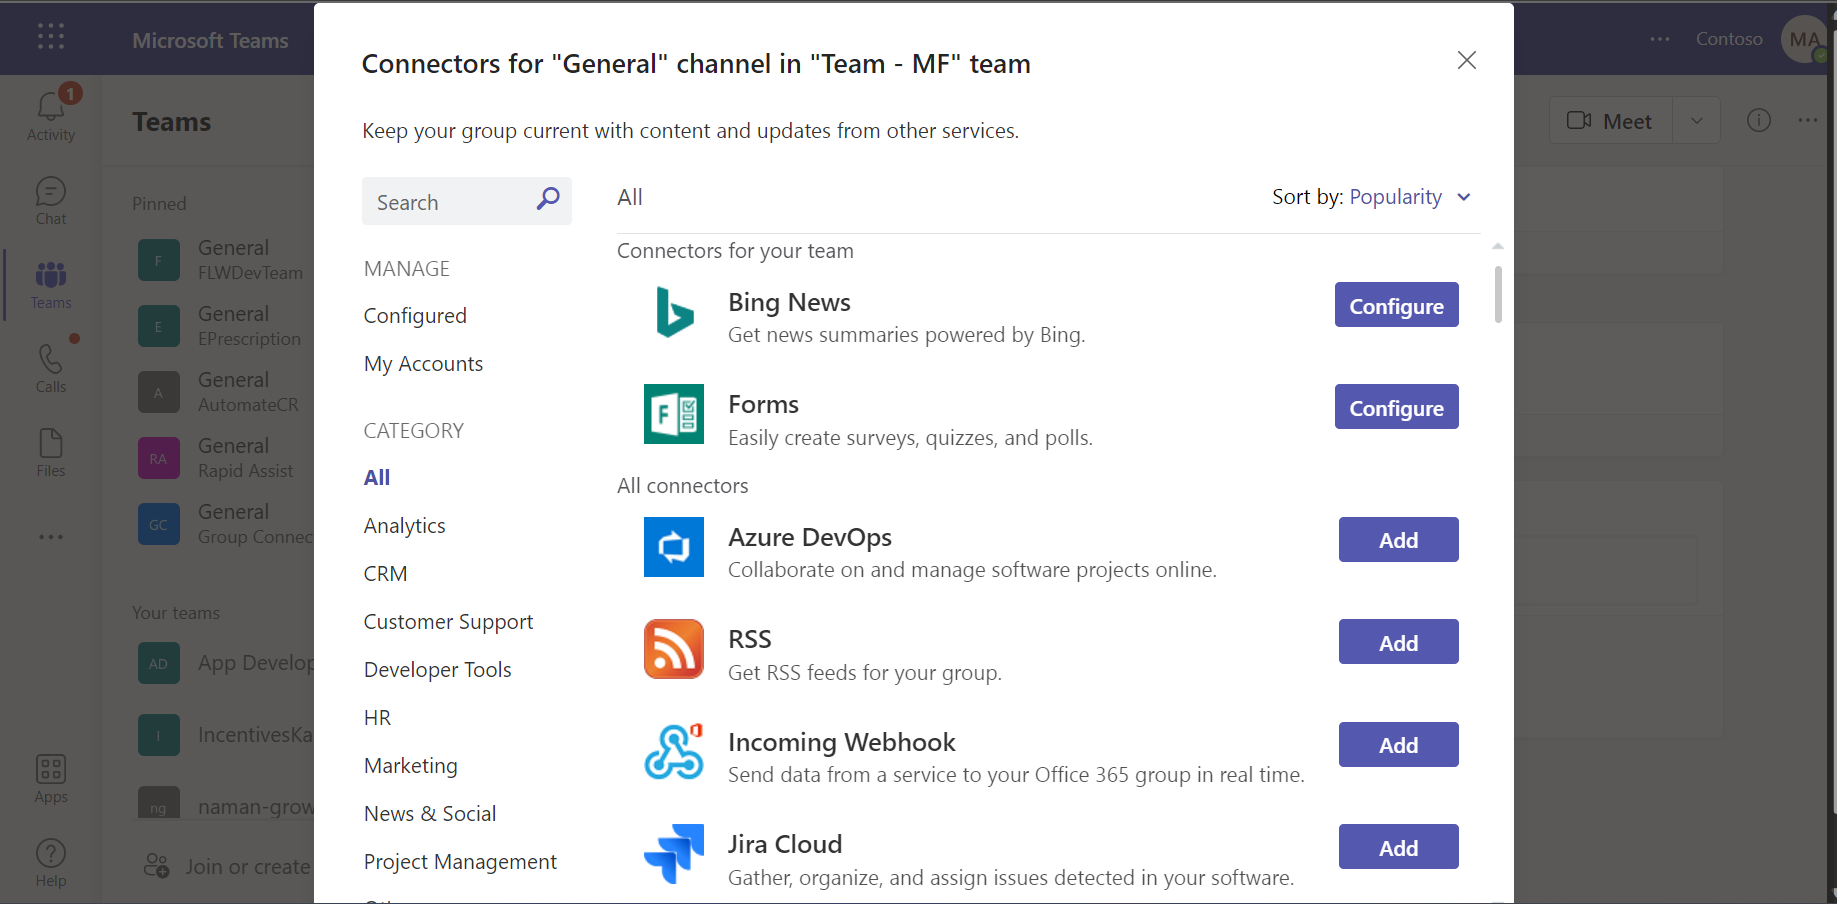 Microsoft Teams
Contoso
MA
1
Activity
Chat
Teams
Calls
Files
Apps
Help
Teams
Pinned
F
General
FLWDevTeam
E
General
EPrescription
A
General
AutomateCR
RA
General
Rapid Assist
GC
General
Group Connec
Your teams
AD
App Develop
I
IncentivesKa
ng
naman-grow
Join or create
Connectors for "General" channel in "Team - MF" team
Keep your group current with content and updates from other services.
Search
MANAGE
Configured
My Accounts
CATEGORY
All
Analytics
CRM
Customer Support
Developer Tools
HR
Marketing
News & Social
Project Management
All
Sort by: Popularity
Connectors for your team
Bing News
Get news summaries powered by Bing.
Configure
F
Forms
Easily create surveys, quizzes, and polls.
Configure
All connectors
Azure DevOps
Collaborate on and manage software projects online.
Add
RSS
Get RSS feeds for your group.
Add
Incoming Webhook
Send data from a service to your Office 365 group in real time.
Add
Jira Cloud
Gather, organize, and assign issues detected in your software.
Add
Meet